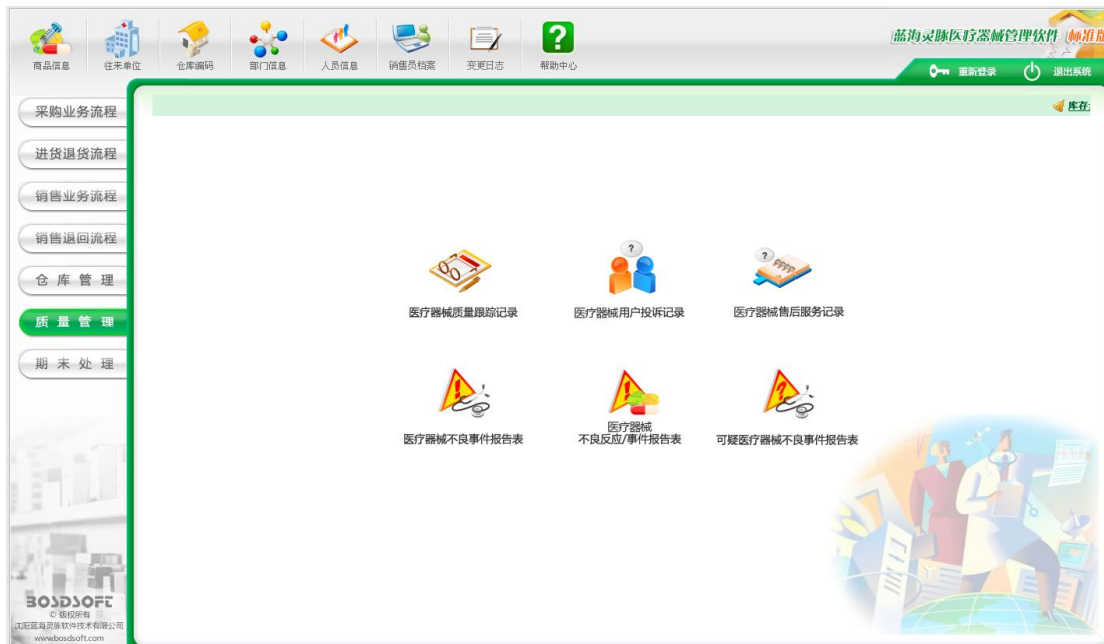 商品信息
往来单位
仓库编码
部门信息
人员信息
销售员档案
变更日志
帮助中心
蓝海灵豚医疗器械管理软件 (标准版
重新登录
退出系统
采购业务流程
库存
进货退货流程
销售业务流程
销售退回流程
仓库管理
质量管理
期末处理
医疗器械质量跟踪记录
医疗器械用户投诉记录
医疗器械售后服务记录
医疗器械不良事件报告表
医疗器械
不良反应/事件报告表
可疑医疗器械不良事件报告表
BOSDSOFT
© 版权所有
沈阳蓝海灵豚软件技术有限公司
www.bosdsoft.com